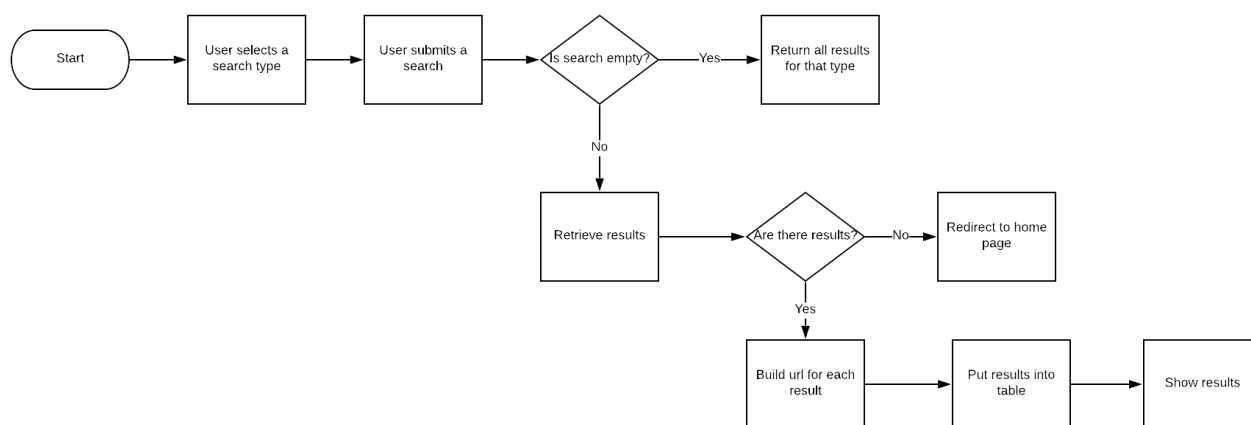 Start
User selects a
search type
User submits a
search
Is search empty?
Yes
Return all results
for that type
No
Retrieve results
Are there results?
No
Redirect to home
page
Yes
Build url for each
result
Put results into
table
Show results